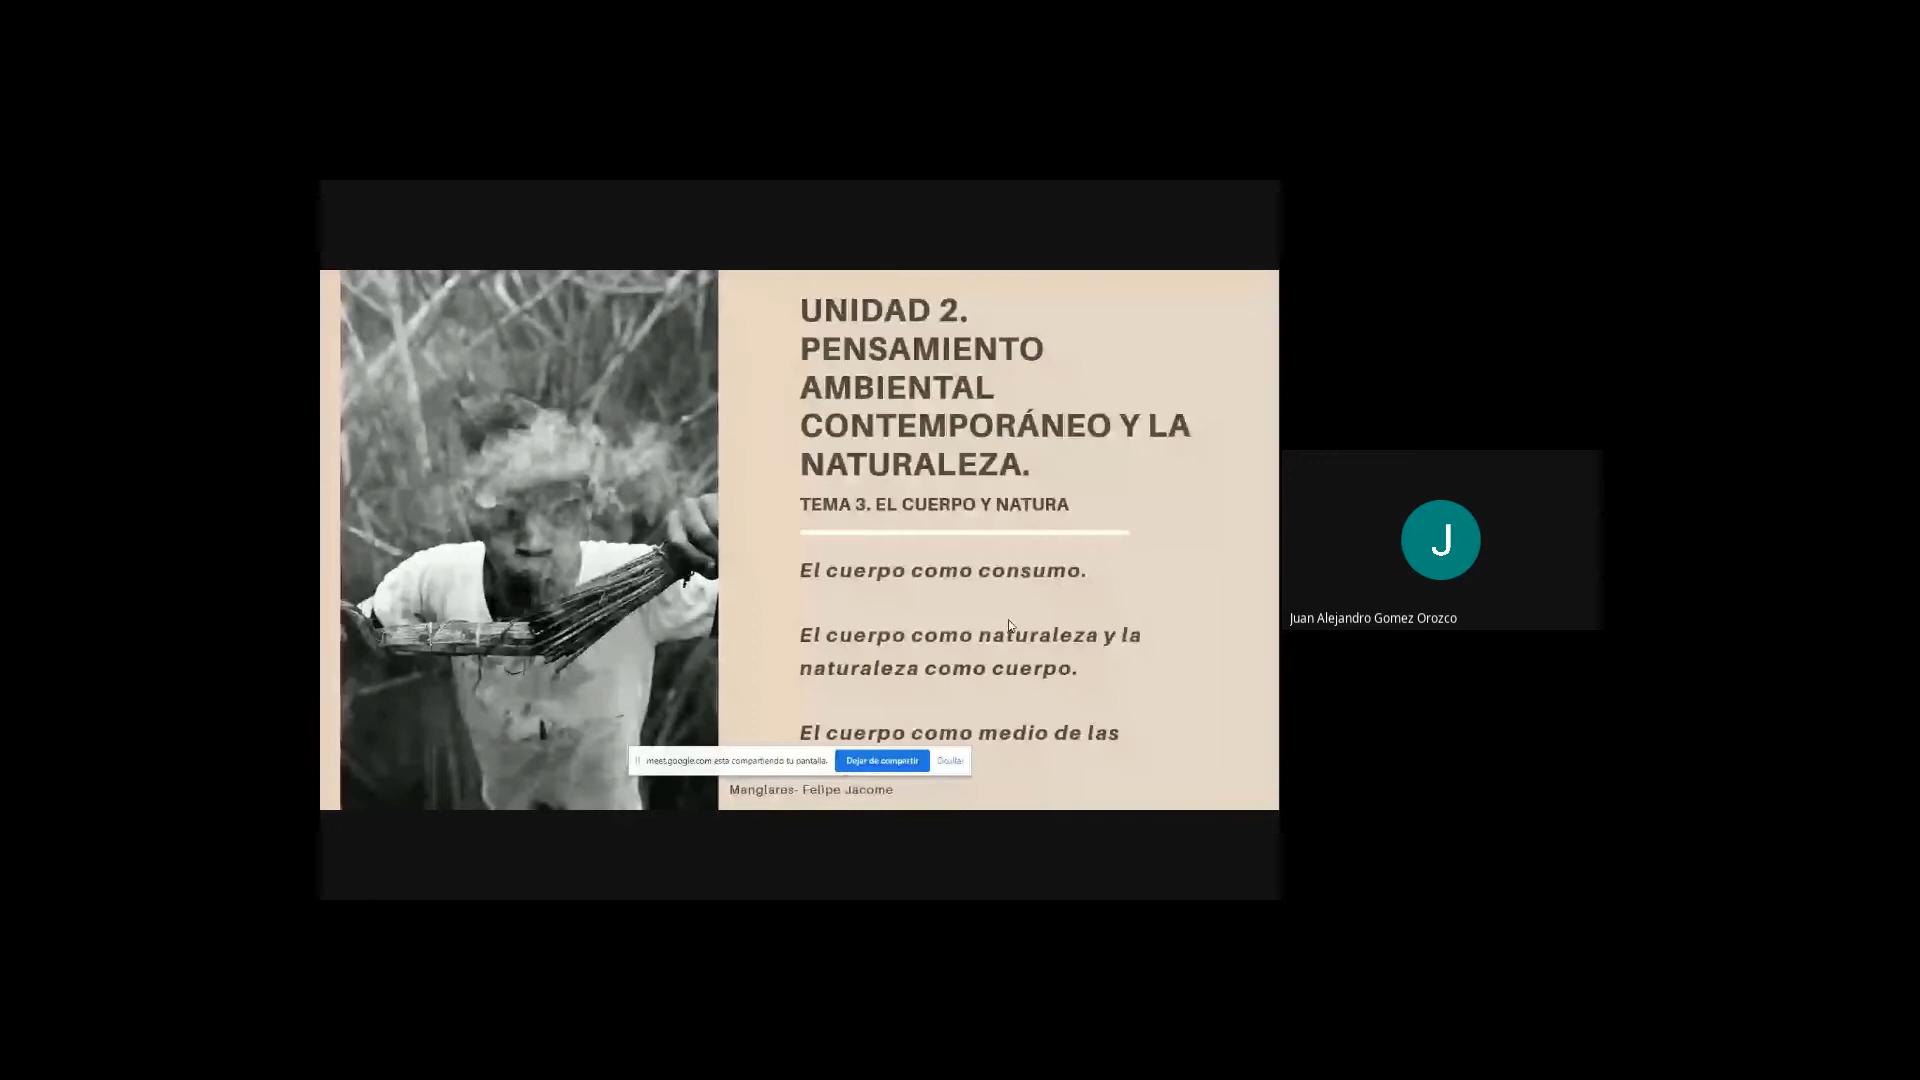 UNIDAD 2.
PENSAMIENTO
AMBIENTAL
CONTEMPORÁNEO Y LA
NATURALEZA.
TEMA 3. EL CUERPO Y NATURA
El cuerpo como consumo.
El cuerpo como naturaleza y la
naturaleza como cuerpo.
El cuerpo como medio de las
meet.google.com esta compartiendo tu pantalla. Dejar de compartir Ocultar
Manglares- Felipe Jacome
J
Juan Alejandro Gomez Orozco